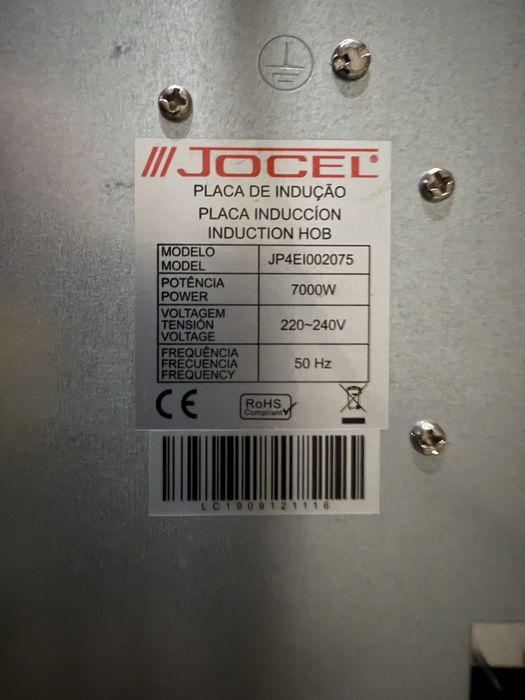 JOCEL®
PLACA DE INDUÇÃO
PLACA INDUCCÍON
INDUCTION HOB
MODELO
MODEL
JP4EI002075
POTÊNCIA
POWER
7000W
VOLTAGEM
TENSIÓN
VOLTAGE
220~240V
FREQUÊNCIA
FRECUENCIA
FREQUENCY
50 Hz
CE
RoHS
Compliant
LC1909121116